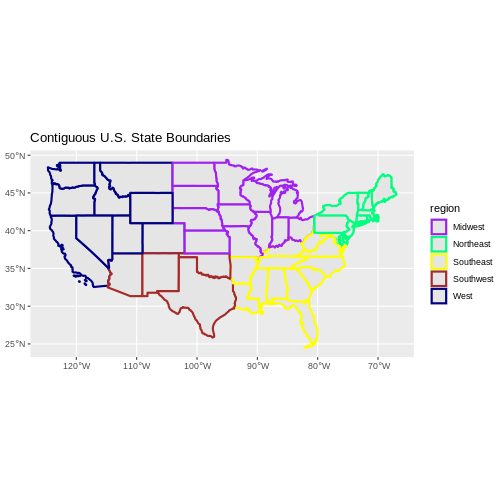 Contiguous U.S. State Boundaries
50°N
45°N
40°N
35°N
30°N
25°N
120°W
110°W
100°W
90°W
80°W
70°W
region
Midwest
Northeast
Southeast
Southwest
West